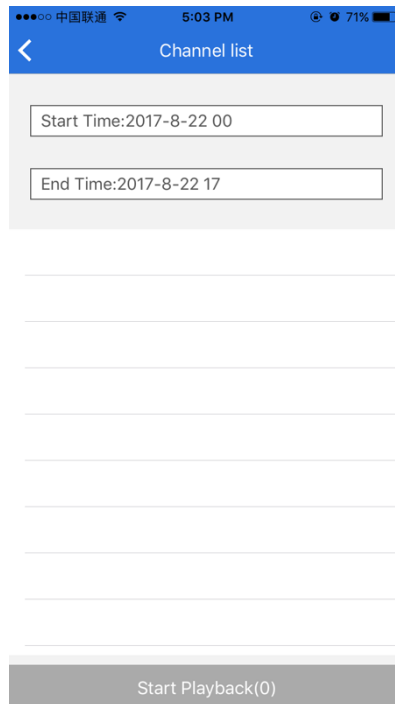 中国联通 5:03 PM 71%
Channel list
Start Time:2017-8-22 00
End Time:2017-8-22 17
Start Playback(0)